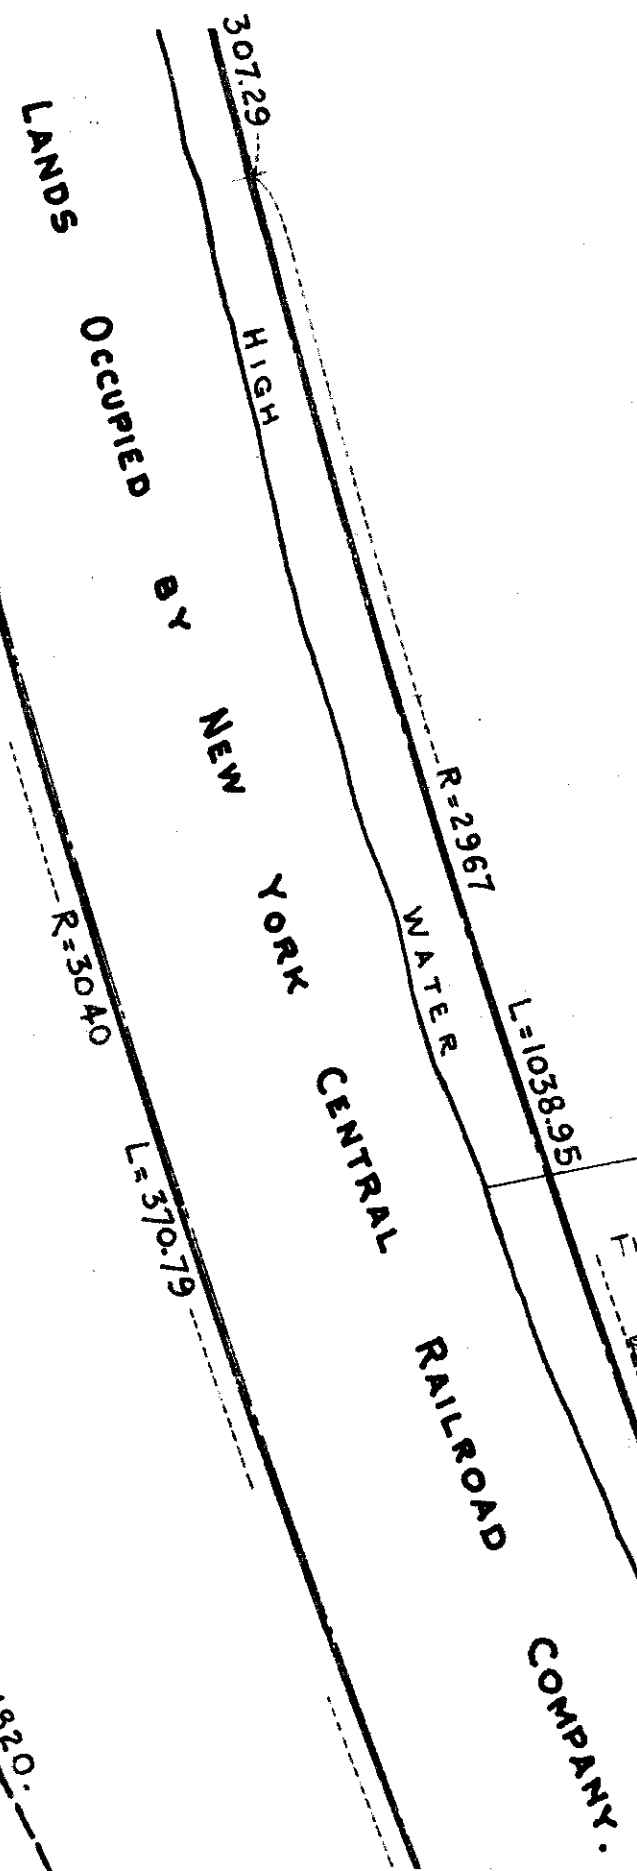 307.29
HIGH WATER
R=2967
L=1038.95
LANDS OCCUPIED BY NEW YORK CENTRAL RAILROAD COMPANY.
R=3040
L=370.79